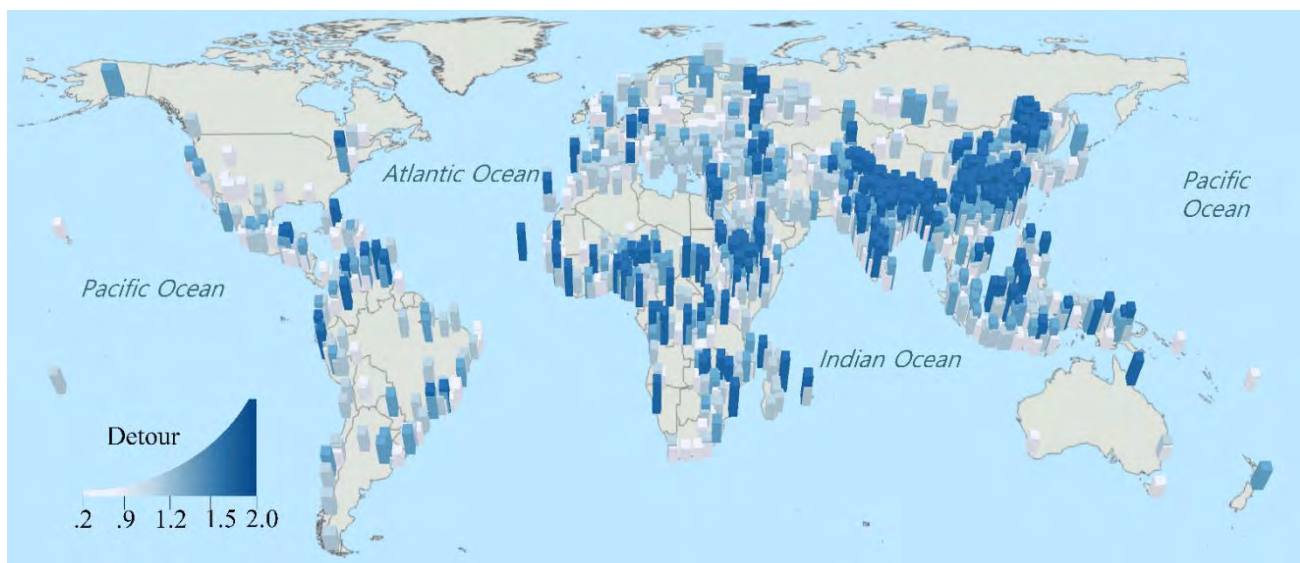 Atlantic Ocean
Pacific
Ocean
Pacific Ocean
Indian Ocean
Detour
.2 .9 1.2 1.5 2.0